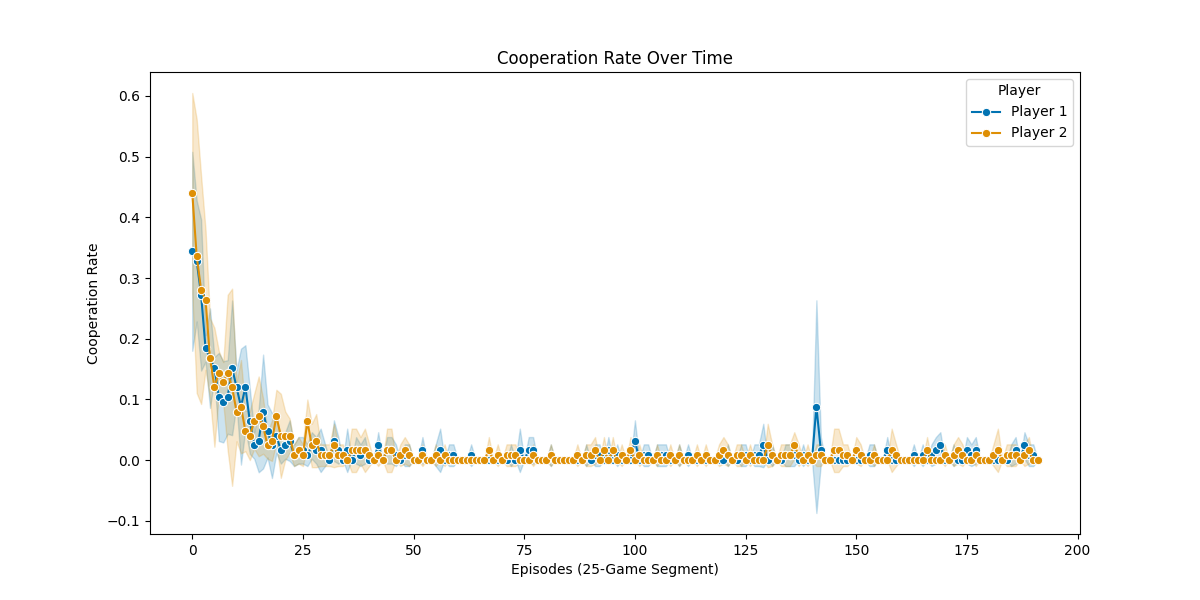 Cooperation Rate Over Time
Player
Player 1
Player 2
Cooperation Rate
0.6
0.5
0.4
0.3
0.2
0.1
0.0
−0.1
0
25
50
75
100
125
150
175
200
Episodes (25-Game Segment)